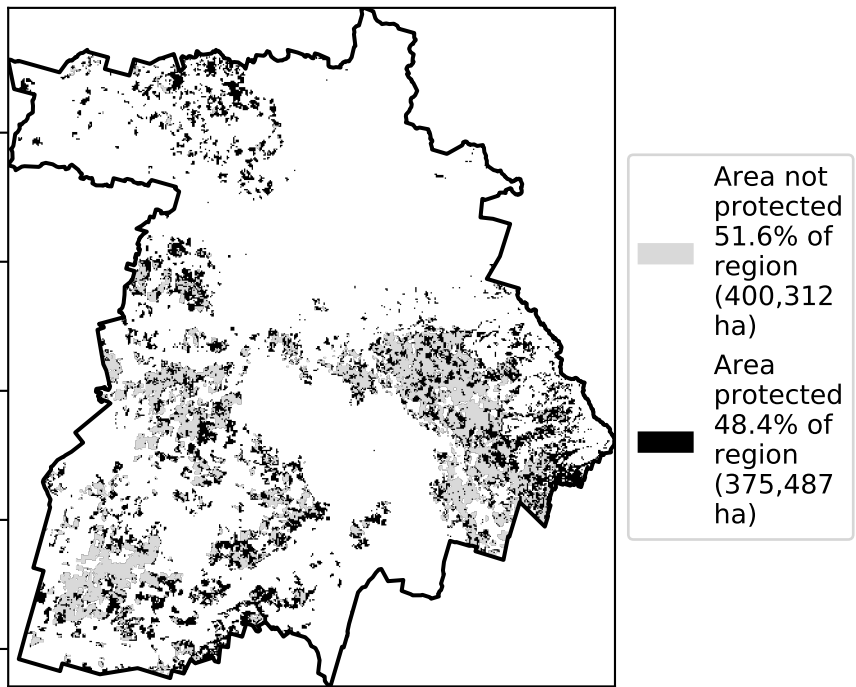 Area not
protected
51.6% of
region
(400,312
ha)
Area
protected
48.4% of
region
(375,487
ha)